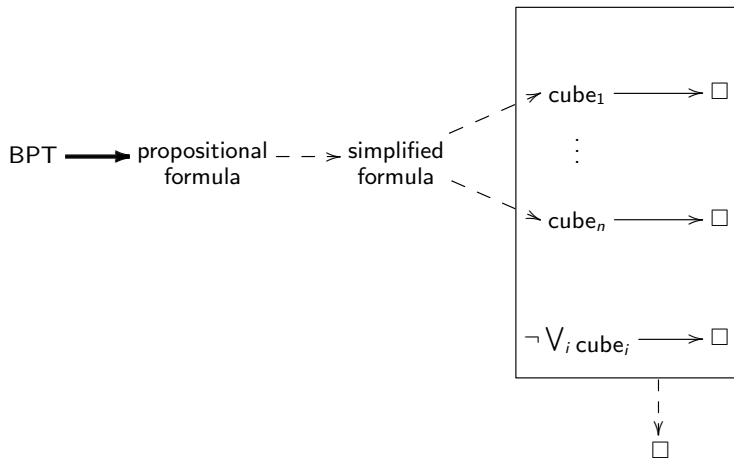 cube₁
BPT
propositional
formula
simplified
formula
⋮
cubeₙ
¬ ⋁ᵢ cubeᵢ